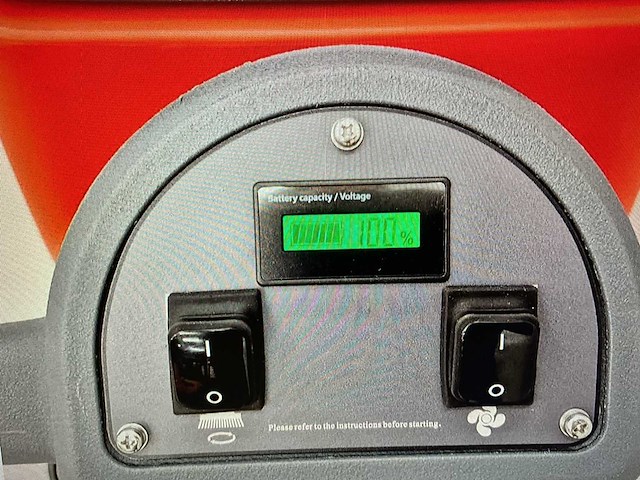 Battery capacity / Voltage
100 %
I
O
I
O
Please refer to the instructions before starting.